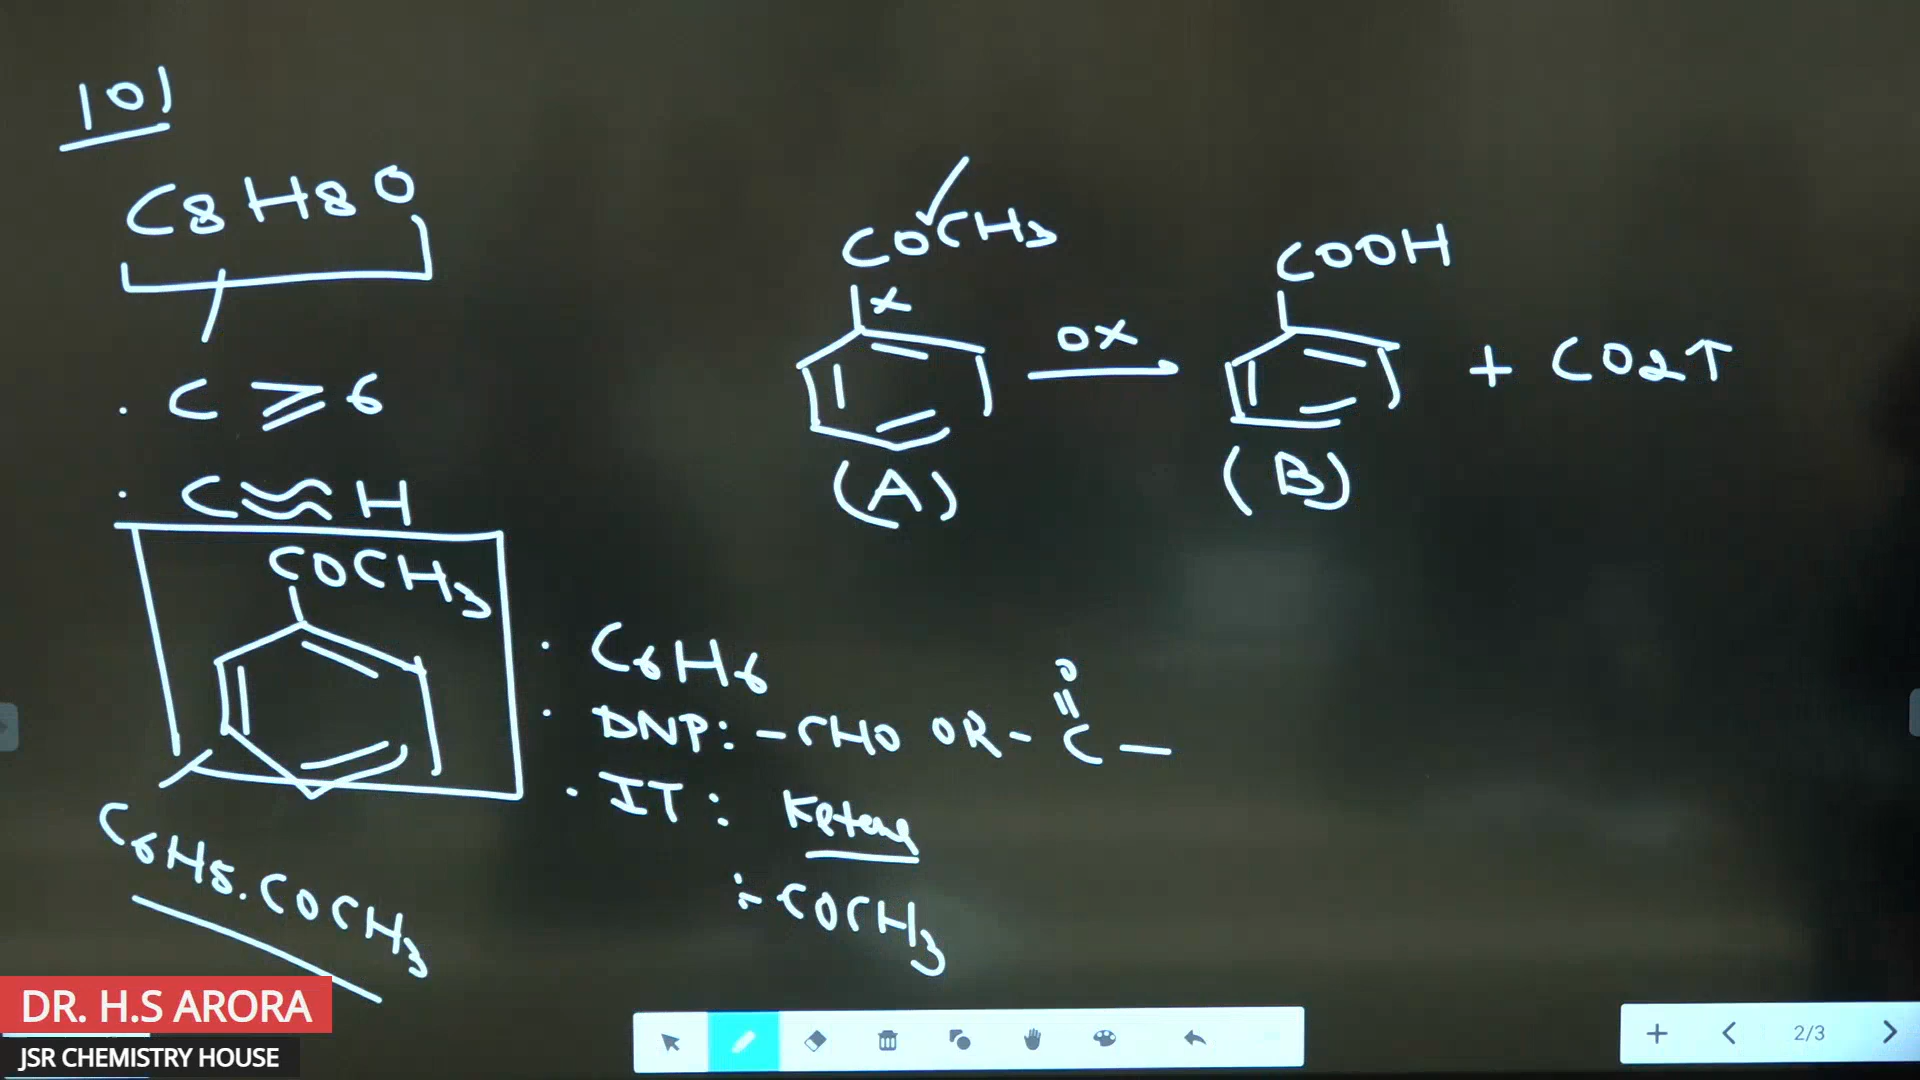 101
C8H8O
. C ⩾ 6
. C ≈ H
COCH3
C6H5.COCH3
COCH3
x
OX
(A)
COOH
+ CO2↑
(B)
. C6H6
O
. DNP: -CHO OR - C -
. IT: Ketone
:- COCH3
DR. H.S ARORA
JSR CHEMISTRY HOUSE
2/3